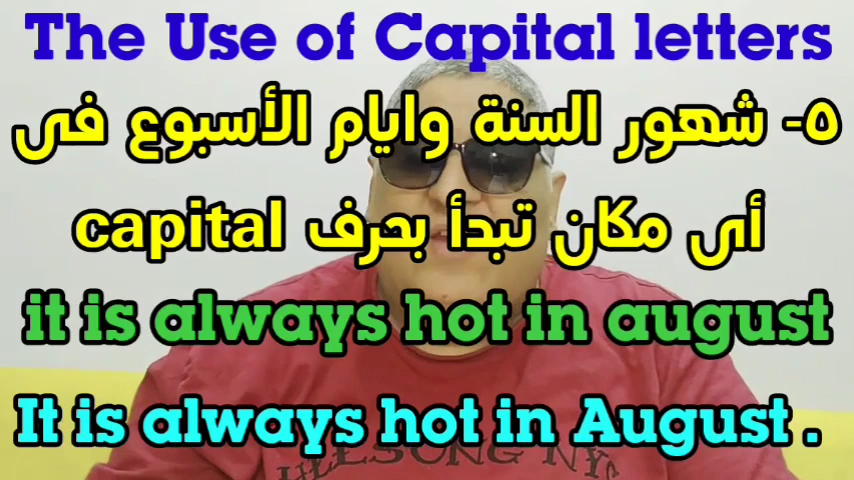 The Use of Capital letters
٥- شهور السنة وايام الأسبوع فى
أى مكان تبدأ بحرف capital
it is always hot in august
It is always hot in August .